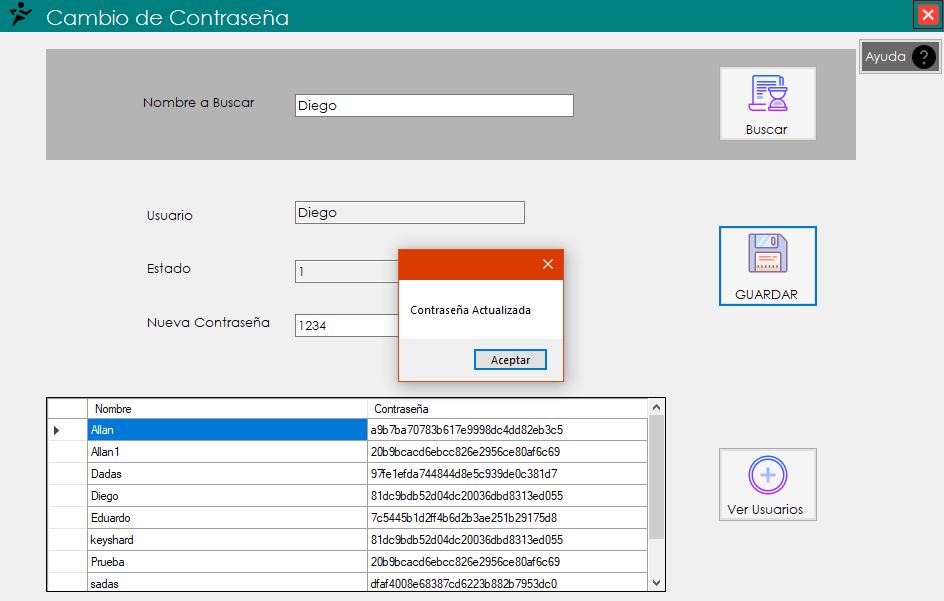 Cambio de Contraseña
Ayuda ?
Nombre a Buscar Diego
Buscar
Usuario Diego
Estado 1
Contraseña Actualizada
GUARDAR
Nueva Contraseña 1234
Aceptar
Nombre Contraseña
Allan a9b7ba70783b617e9998dc4dd82eb3c5
Allan1 20b9bcacd6ebcc826e2956ce80af6c69
Dadas 97fe1efda744844d8e5c939de0c381d7
Diego 81dc9bdb52d04dc20036dbd8313ed055
Eduardo 7c5445b1d2ff4b6d2b3ae251b29175d8
keyshard 81dc9bdb52d04dc20036dbd8313ed055
Prueba 20b9bcacd6ebcc826e2956ce80af6c69
sadas dfaf4008e68387cd6223b882b7953dc0
Ver Usuarios